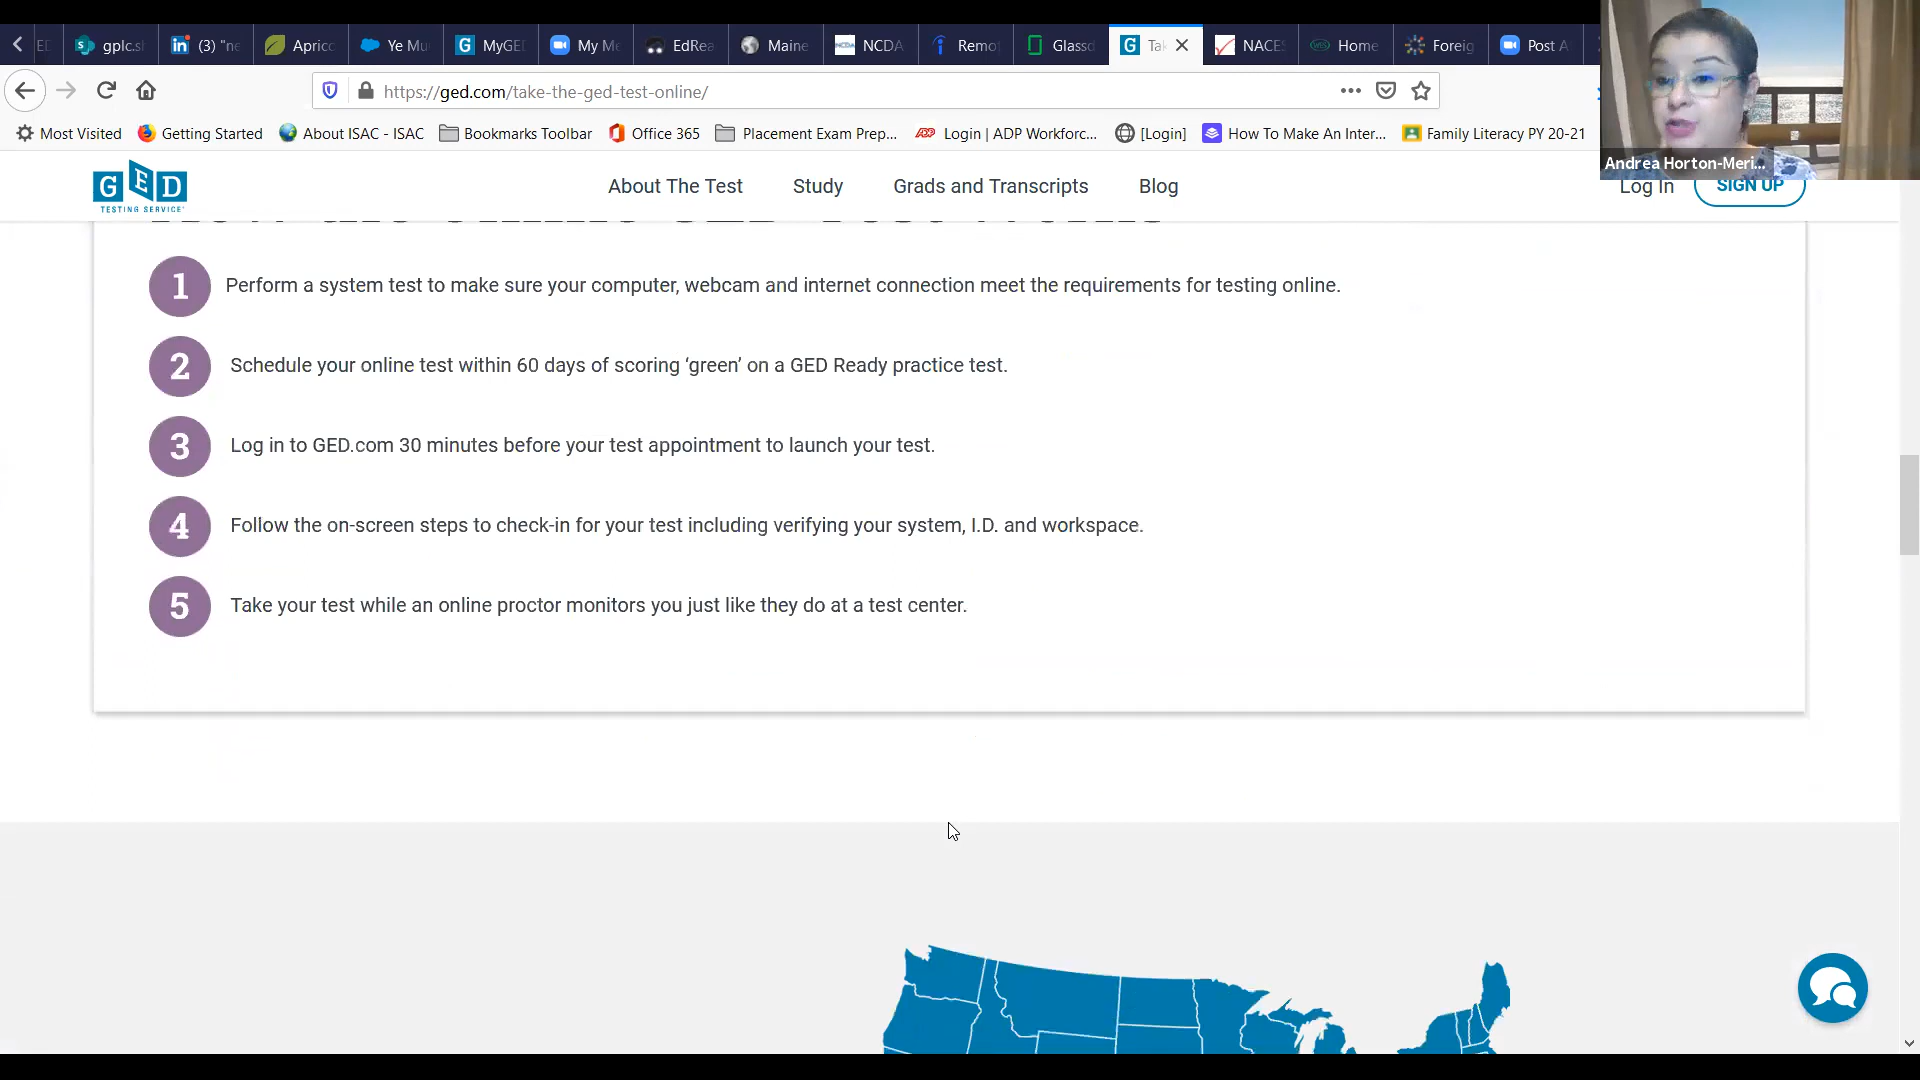 gplc.s
(3) "ne
Apric
Ye Mu
MyGE
My Me
EdRea
Maine
NCDA
NCDA
Remo
Glassd
Ta
NACES
Home
Foreig
Post A
https://ged.com/take-the-ged-test-online/
Most Visited
Getting Started
About ISAC - ISAC
Bookmarks Toolbar
Office 365
Placement Exam Prep...
ADP
Login | ADP Workforc...
[Login]
How To Make An Inter...
Family Literacy PY 20-21
Andrea Horton-Meri...
GED
TESTING SERVICE®
About The Test
Study
Grads and Transcripts
Blog
Log In
SIGN UP
1 Perform a system test to make sure your computer, webcam and internet connection meet the requirements for testing online.
2 Schedule your online test within 60 days of scoring ‘green’ on a GED Ready practice test.
3 Log in to GED.com 30 minutes before your test appointment to launch your test.
4 Follow the on-screen steps to check-in for your test including verifying your system, I.D. and workspace.
5 Take your test while an online proctor monitors you just like they do at a test center.